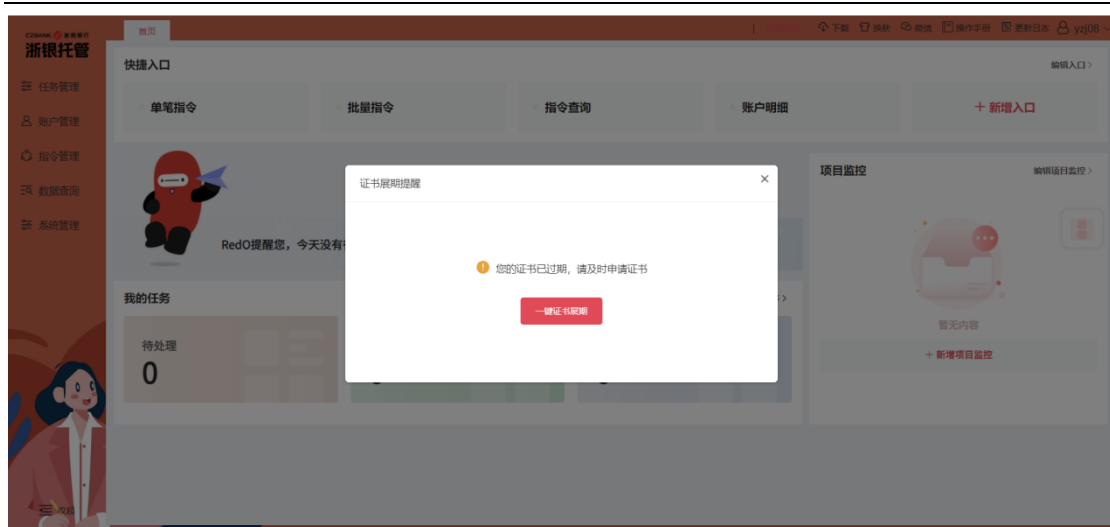 CZBANK 浙商银行
浙银托管
首页
下载 换肤 微信 操作手册 更新日志 yzj08
快捷入口
编辑入口>
任务管理
账户管理
指令管理
数据查询
系统管理
单笔指令
批量指令
指令查询
账户明细
+ 新增入口
RedO提醒您，今天没有
项目监控
编辑项目监控>
暂无内容
+ 新增项目监控
证书展期提醒
×
您的证书已过期，请及时申请证书
一键证书展期
我的任务
待处理
0
收起